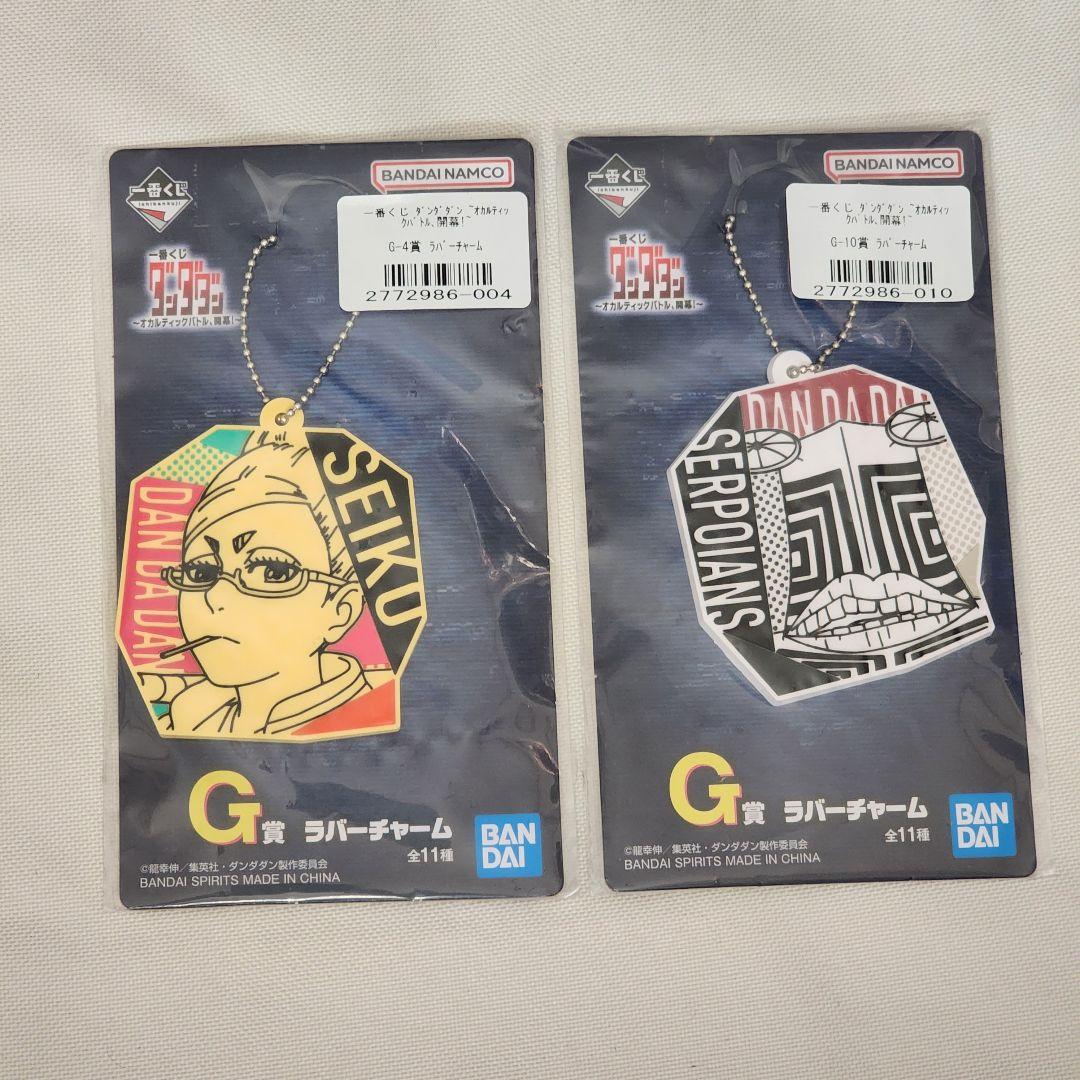 一番くじ
ichibankuji
BANDAI NAMCO
一番くじ ﾀﾞﾝﾀﾞﾀﾞﾝ ~ｵｶﾙﾃｨｯ
ｸﾊﾞﾄﾙ､開幕!~
G-4賞 ﾗﾊﾞｰﾁｬｰﾑ
2772986-004
一番くじ
ダンダダン
~オカルティックバトル、開幕!~
SEIKO
DAN DA DAN
G賞 ラバーチャーム
全11種
BAN
DAI
©龍幸伸/集英社・ダンダダン製作委員会
BANDAI SPIRITS MADE IN CHINA
一番くじ
ichibankuji
BANDAI NAMCO
一番くじ ﾀﾞﾝﾀﾞﾀﾞﾝ ~ｵｶﾙﾃｨｯ
ｸﾊﾞﾄﾙ､開幕!~
G-10賞 ﾗﾊﾞｰﾁｬｰﾑ
2772986-010
一番くじ
ダンダダン
~オカルティックバトル、開幕!~
DAN DA DAN
SERPOIANS
G賞 ラバーチャーム
全11種
BAN
DAI
©龍幸伸/集英社・ダンダダン製作委員会
BANDAI SPIRITS MADE IN CHINA